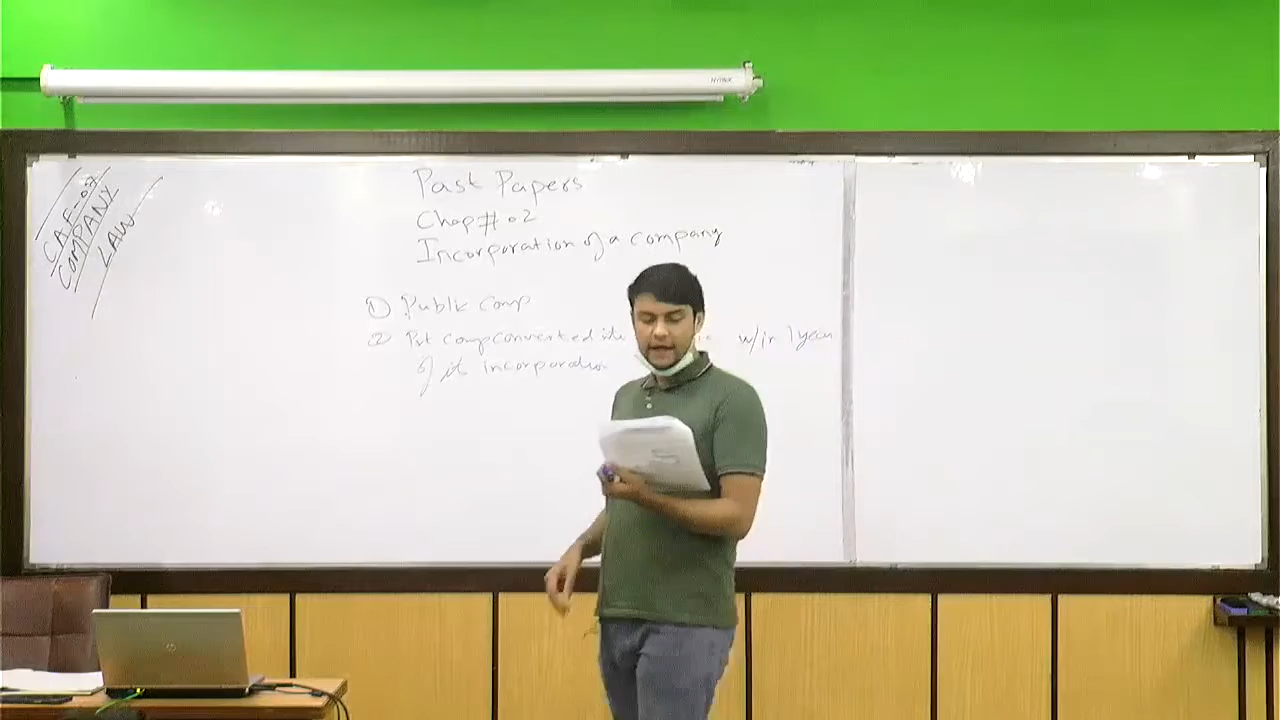 CAF-03
COMPANY
LAW
Past Papers
Chap # 02
Incorporation of a company
① Public Comp
② Pvt comp converted into w/in 1 year
of its incorporation
hp